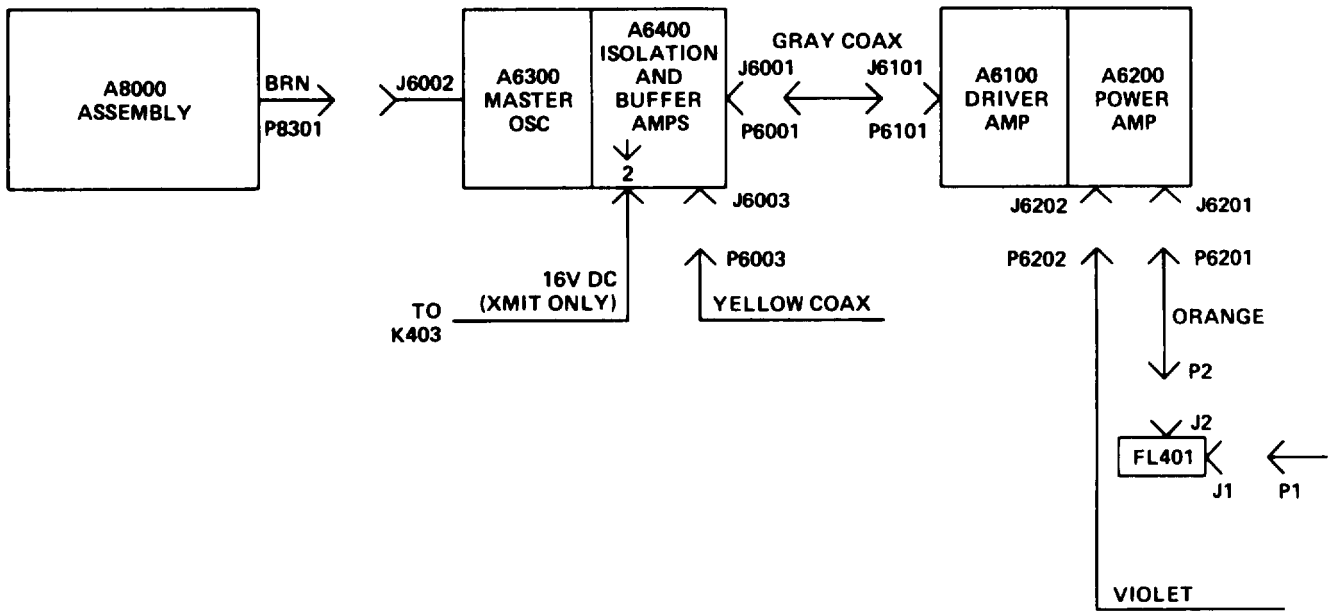 A8000
ASSEMBLY
BRN
P8301
J6002
A6300
MASTER
OSC
A6400
ISOLATION
AND
BUFFER
AMPS
2
GRAY COAX
J6001
J6101
P6001
P6101
A6100
DRIVER
AMP
A6200
POWER
AMP
J6003
P6003
16V DC
(XMIT ONLY)
TO
K403
YELLOW COAX
J6202
J6201
P6202
P6201
ORANGE
P2
J2
FL401
J1
P1
VIOLET